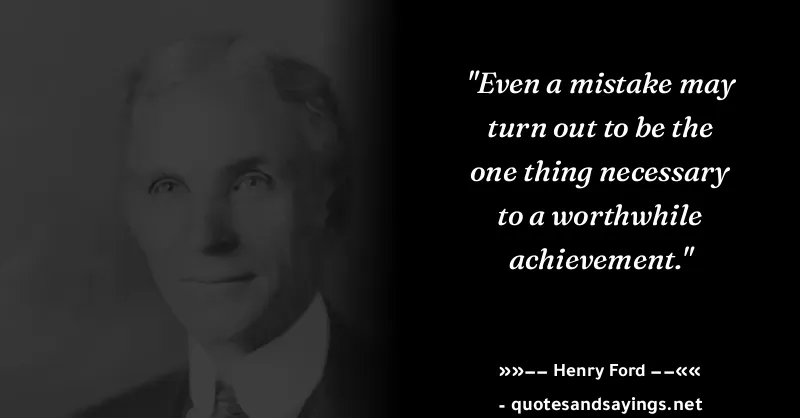 "Even a mistake may
turn out to be the
one thing necessary
to a worthwhile
achievement."
»»−− Henry Ford −−««
- quotesandsayings.net